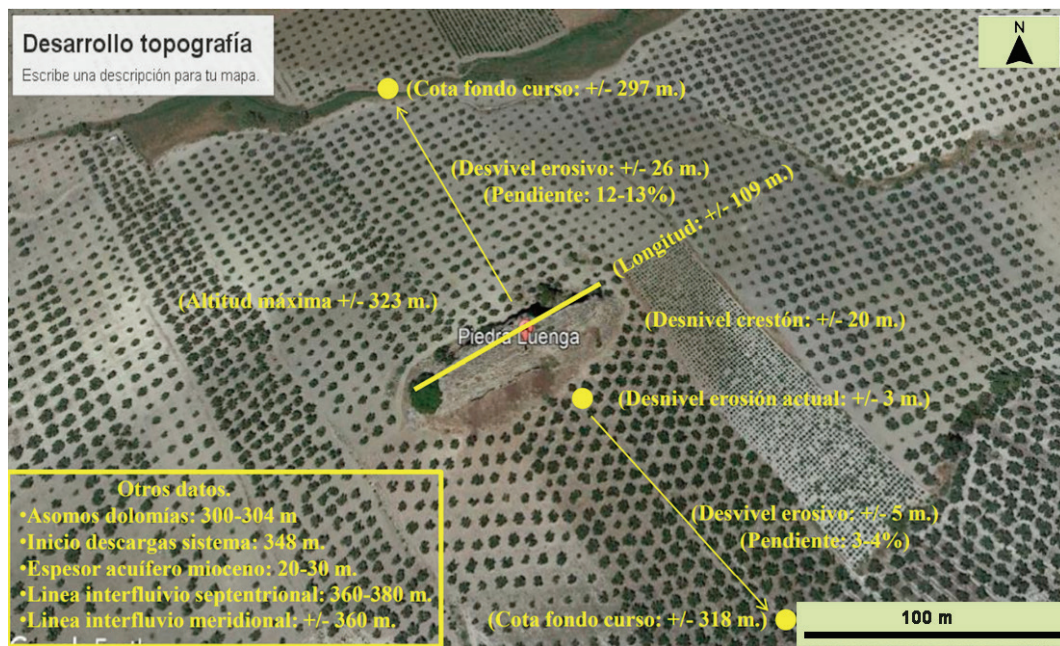 Desarrollo topografía
Escribe una descripción para tu mapa.
N
(Cota fondo curso: +/- 297 m.)
(Desvivel erosivo: +/- 26 m.)
(Pendiente: 12-13%)
(Longitud: +/- 109 m.)
(Altitud máxima +/- 323 m.)
Piedra Luenga
(Desnivel crestón: +/- 20 m.)
(Desnivel erosión actual: +/- 3 m.)
Otros datos.
•Asomos dolomías: 300-304 m
•Inicio descargas sistema: 348 m.
•Espesor acuífero mioceno: 20-30 m.
•Linea interfluivio septentrional: 360-380 m.
•Linea interfluvio meridional: +/- 360 m.
(Desvivel erosivo: +/- 5 m.)
(Pendiente: 3-4%)
(Cota fondo curso: +/- 318 m.)
100 m